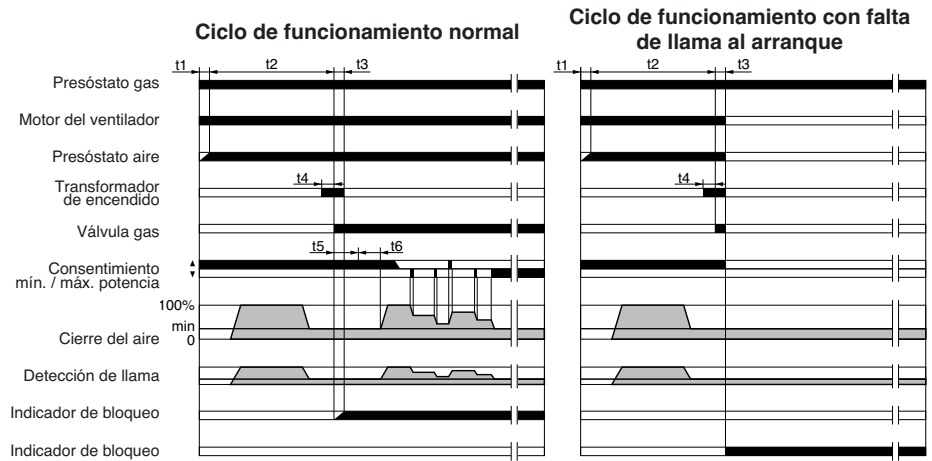 Ciclo de funcionamiento normal
Ciclo de funcionamiento con falta
de llama al arranque
t1
t2
t3
t1
t2
t3
Presóstato gas
Motor del ventilador
Presóstato aire
Transformador
de encendido
t4
t4
Válvula gas
t5
t6
Consentimiento
mín. / máx. potencia
100%
min
0
Cierre del aire
Detección de llama
Indicador de bloqueo
Indicador de bloqueo